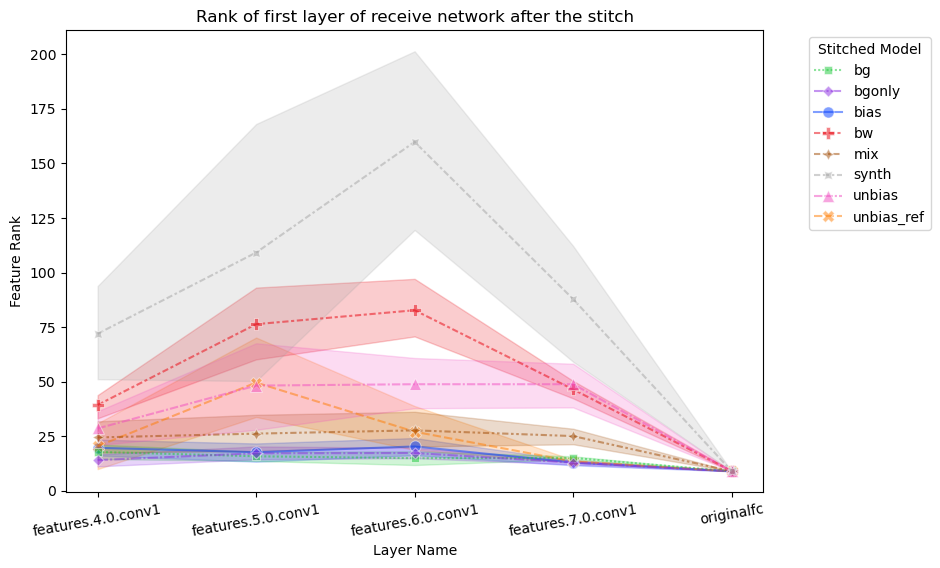 Rank of first layer of receive network after the stitch
Feature Rank
200
175
150
125
100
75
50
25
0
features.4.0.conv1
features.5.0.conv1
features.6.0.conv1
features.7.0.conv1
originalfc
Layer Name
Stitched Model
bg
bgonly
bias
bw
mix
synth
unbias
unbias_ref